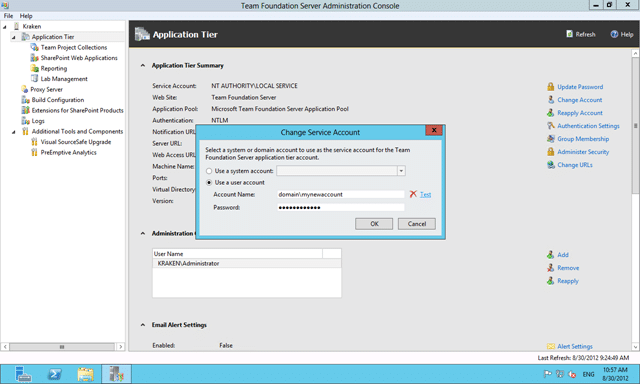 Team Foundation Server Administration Console
File Help
Kraken
Application Tier
Team Project Collections
SharePoint Web Applications
Reporting
Lab Management
Proxy Server
Build Configuration
Extensions for SharePoint Products
Logs
Additional Tools and Components
VisualSourceSafe Upgrade
PreEmptive Analytics
Application Tier
Refresh
Help
Application Tier Summary
Service Account: NT AUTHORITY\LOCAL SERVICE
Web Site: Team Foundation Server
Application Pool: Microsoft Team Foundation Server Application Pool
Authentication: NTLM
Notification URL
Server URL:
Web Access URL
Machine Name:
Ports:
Virtual Directory
Version:
Update Password
Change Account
Reapply Account
Authentication Settings
Group Membership
Administer Security
Change URLs
Change Service Account
X
Select a system or domain account to use as the service account for the Team
Foundation Server application tier account.
Use a system account:
Use a user account
Account Name: domain\mynewaccount Test
Password: ••••••••••••
OK Cancel
Administration
User Name
KRAKEN\Administrator
Add
Remove
Reapply
Email Alert Settings
Enabled: False
Alert Settings
Last Refresh: 8/30/2012 9:24:49 AM
ENG
10:57 AM
8/30/2012